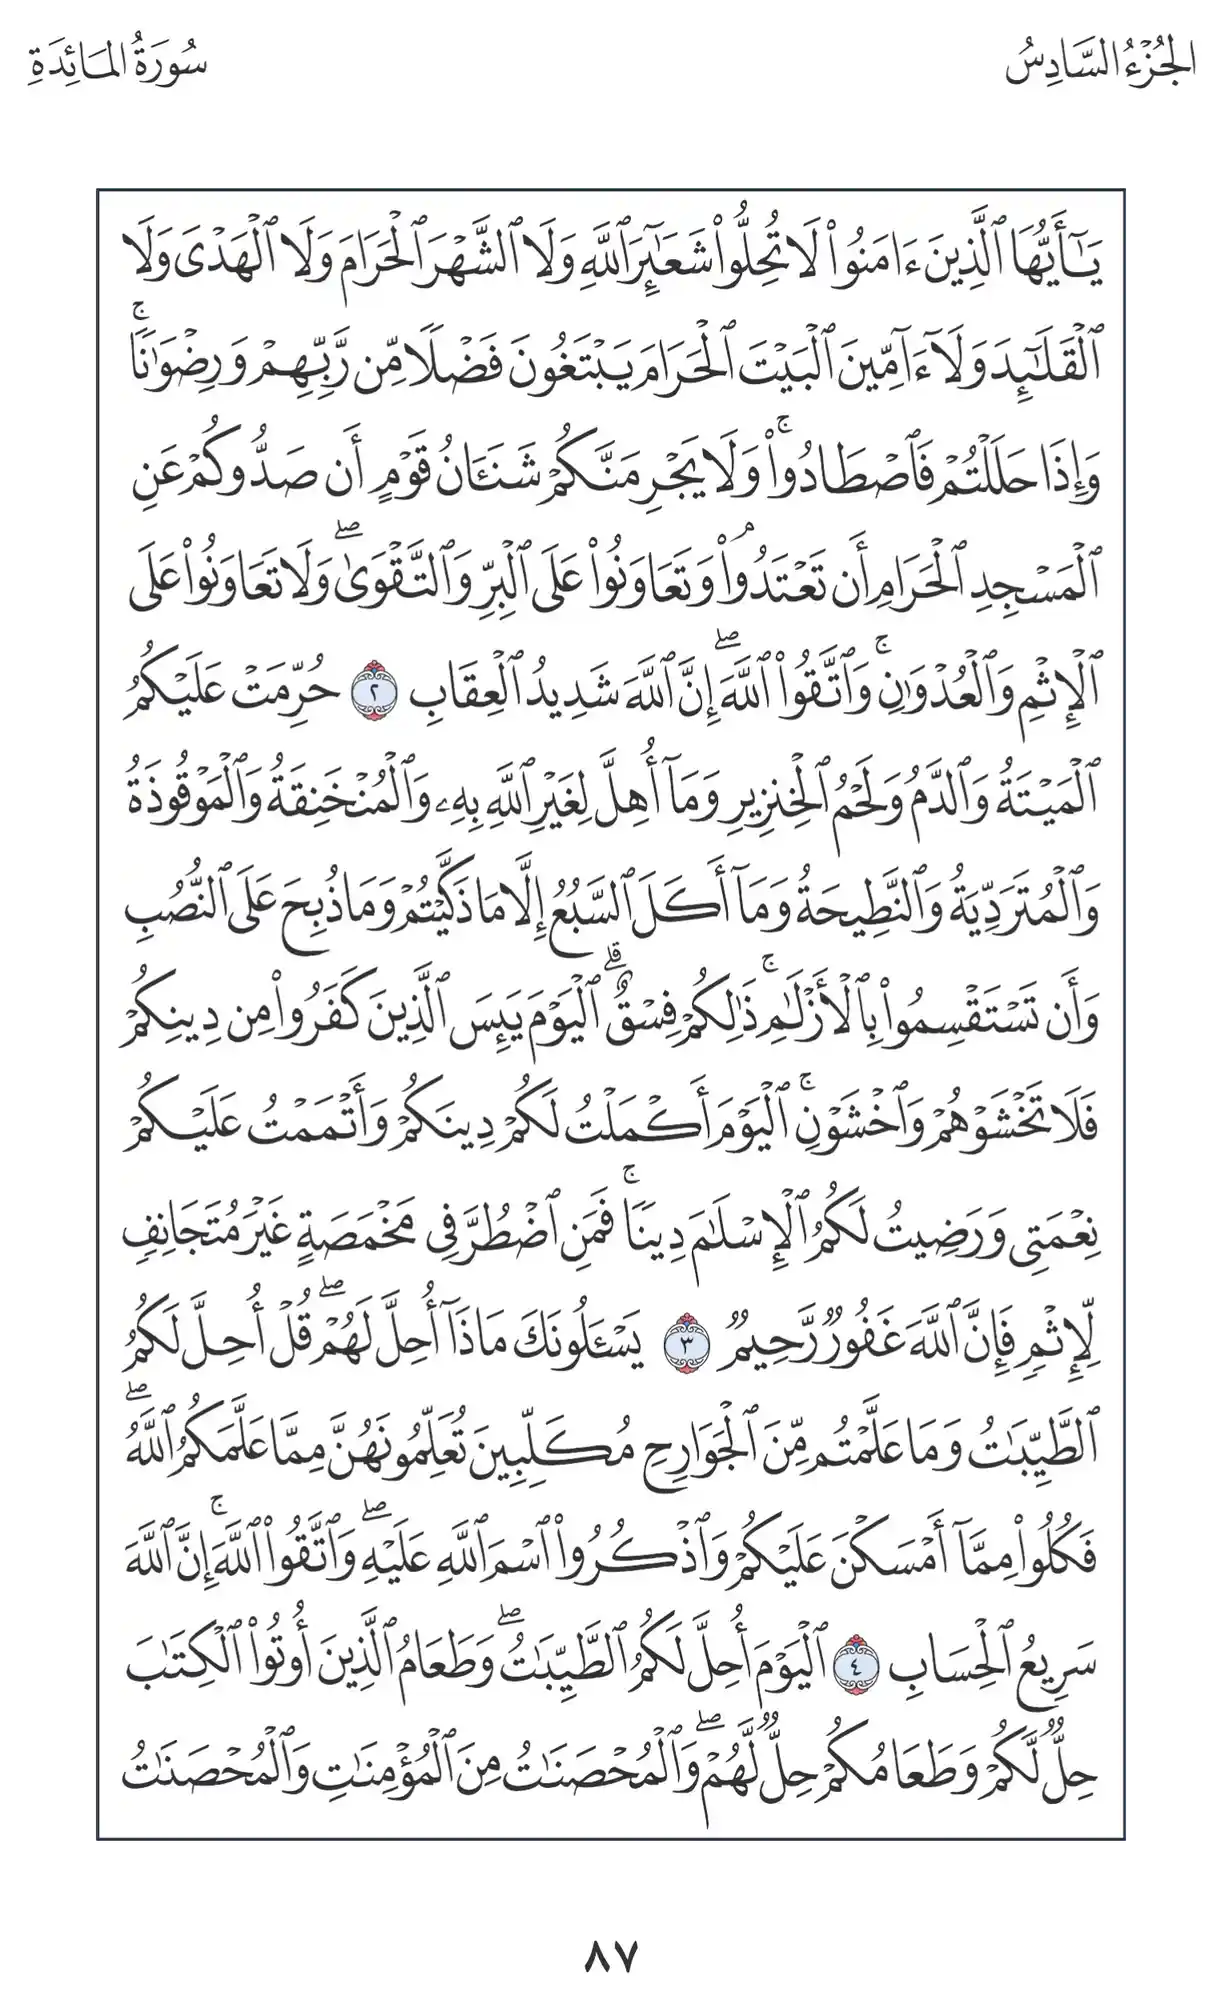 الجُزْءُ السَّادِسُ
سُورَةُ المَائِدَةِ
يَٰٓأَيُّهَا ٱلَّذِينَ ءَامَنُوا۟ لَا تُحِلُّوا۟ شَعَٰٓئِرَ ٱللَّهِ وَلَا ٱلشَّهْرَ ٱلْحَرَامَ وَلَا ٱلْهَدْىَ وَلَا
ٱلْقَلَٰٓئِدَ وَلَآ ءَآمِّينَ ٱلْبَيْتَ ٱلْحَرَامَ يَبْتَغُونَ فَضْلًا مِّن رَّبِّهِمْ وَرِضْوَٰنًا ۚ
وَإِذَا حَلَلْتُمْ فَٱصْطَادُوا۟ ۚ وَلَا يَجْرِمَنَّكُمْ شَنَـَٔانُ قَوْمٍ أَن صَدُّوكُمْ عَنِ
ٱلْمَسْجِدِ ٱلْحَرَامِ أَن تَعْتَدُوا۟ ۘ وَتَعَاوَنُوا۟ عَلَى ٱلْبِرِّ وَٱلتَّقْوَىٰ ۖ وَلَا تَعَاوَنُوا۟ عَلَى
ٱلْإِثْمِ وَٱلْعُدْوَٰنِ ۚ وَٱتَّقُوا۟ ٱللَّهَ ۖ إِنَّ ٱللَّهَ شَدِيدُ ٱلْعِقَابِ ٢ حُرِّمَتْ عَلَيْكُمُ
ٱلْمَيْتَةُ وَٱلدَّمُ وَلَحْمُ ٱلْخِنزِيرِ وَمَآ أُهِلَّ لِغَيْرِ ٱللَّهِ بِهِۦ وَٱلْمُنْخَنِقَةُ وَٱلْمَوْقُوذَةُ
وَٱلْمُتَرَدِّيَةُ وَٱلنَّطِيحَةُ وَمَآ أَكَلَ ٱلسَّبُعُ إِلَّا مَا ذَكَّيْتُمْ وَمَا ذُبِحَ عَلَى ٱلنُّصُبِ
وَأَن تَسْتَقْسِمُوا۟ بِٱلْأَزْلَٰمِ ۚ ذَٰلِكُمْ فِسْقٌ ۗ ٱلْيَوْمَ يَئِسَ ٱلَّذِينَ كَفَرُوا۟ مِن دِينِكُمْ
فَلَا تَخْشَوْهُمْ وَٱخْشَوْنِ ۚ ٱلْيَوْمَ أَكْمَلْتُ لَكُمْ دِينَكُمْ وَأَتْمَمْتُ عَلَيْكُمْ
نِعْمَتِى وَرَضِيتُ لَكُمُ ٱلْإِسْلَٰمَ دِينًا ۚ فَمَنِ ٱضْطُرَّ فِى مَخْمَصَةٍ غَيْرَ مُتَجَانِفٍ
لِّإِثْمٍ فَإِنَّ ٱللَّهَ غَفُورٌ رَّحِيمٌ ٣ يَسْـَٔلُونَكَ مَاذَآ أُحِلَّ لَهُمْ ۖ قُلْ أُحِلَّ لَكُمُ
ٱلطَّيِّبَٰتُ وَمَا عَلَّمْتُم مِّنَ ٱلْجَوَارِحِ مُكَلِّبِينَ تُعَلِّمُونَهُنَّ مِمَّا عَلَّمَكُمُ ٱللَّهُ ۖ
فَكُلُوا۟ مِمَّآ أَمْسَكْنَ عَلَيْكُمْ وَٱذْكُرُوا۟ ٱسْمَ ٱللَّهِ عَلَيْهِ ۖ وَٱتَّقُوا۟ ٱللَّهَ ۚ إِنَّ ٱللَّهَ
سَرِيعُ ٱلْحِسَابِ ٤ ٱلْيَوْمَ أُحِلَّ لَكُمُ ٱلطَّيِّبَٰتُ ۖ وَطَعَامُ ٱلَّذِينَ أُوتُوا۟ ٱلْكِتَٰبَ
حِلٌّ لَّكُمْ وَطَعَامُكُمْ حِلٌّ لَّهُمْ ۖ وَٱلْمُحْصَنَٰتُ مِنَ ٱلْمُؤْمِنَٰتِ وَٱلْمُحْصَنَٰتُ
٨٧